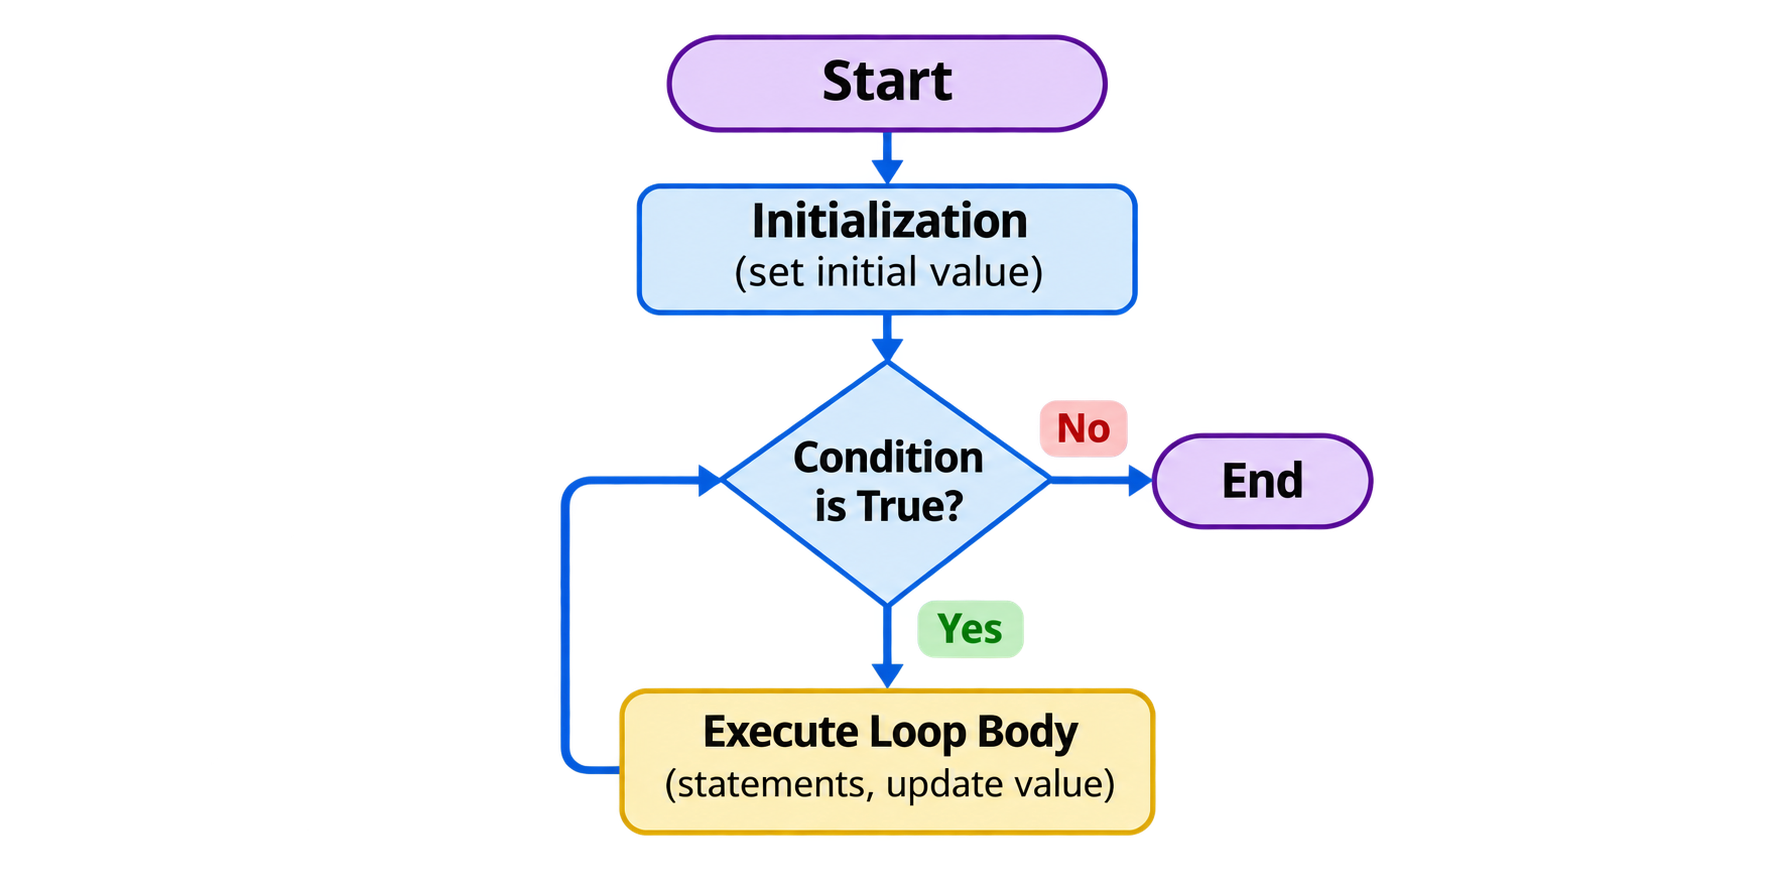 Start
Initialization
(set initial value)
Condition
is True?
No
End
Yes
Execute Loop Body
(statements, update value)